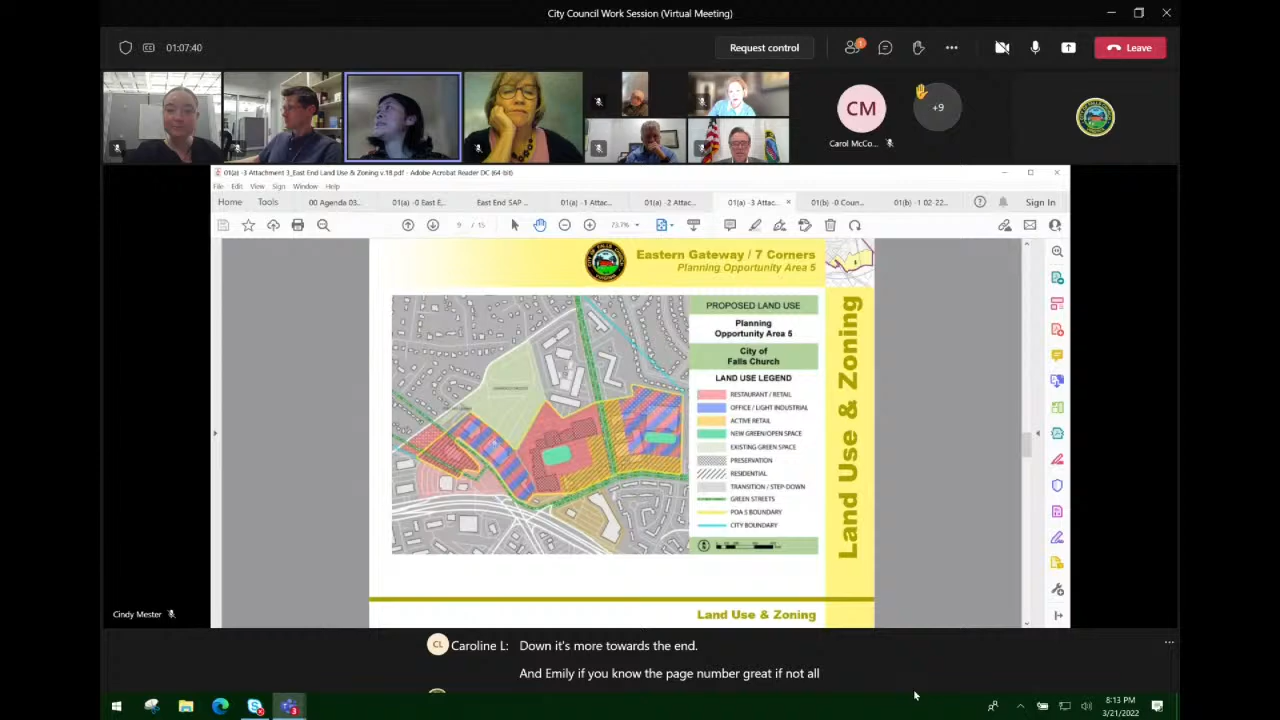 City Council Work Session (Virtual Meeting)
01:07:40
Request control
1
Leave
CM
+9
Carol McCo...
01(a) -3 Attachment 3_East End Land Use & Zoning v.18.pdf - Adobe Acrobat Reader DC (64-bit)
File Edit View Sign Window Help
Home Tools 00 Agenda 03... 01(a) -0 East E... East End SAP ... 01(a) -1 Attac... 01(a) -2 Attac... 01(a) -3 Attac... 01(b) -0 Coun... 01(b) -1 02-22... Sign In
9 / 15 73.7%
Eastern Gateway / 7 Corners
Planning Opportunity Area 5
PROPOSED LAND USE
Planning
Opportunity Area 5
City of
Falls Church
LAND USE LEGEND
RESTAURANT / RETAIL
OFFICE / LIGHT INDUSTRIAL
ACTIVE RETAIL
NEW GREEN/OPEN SPACE
EXISTING GREEN SPACE
PRESERVATION
RESIDENTIAL
TRANSITION / STEP-DOWN
GREEN STREETS
POA 5 BOUNDARY
CITY BOUNDARY
Land Use & Zoning
Land Use & Zoning
Cindy Mester
CL Caroline L: Down it's more towards the end.
And Emily if you know the page number great if not all
8:13 PM
3/21/2022